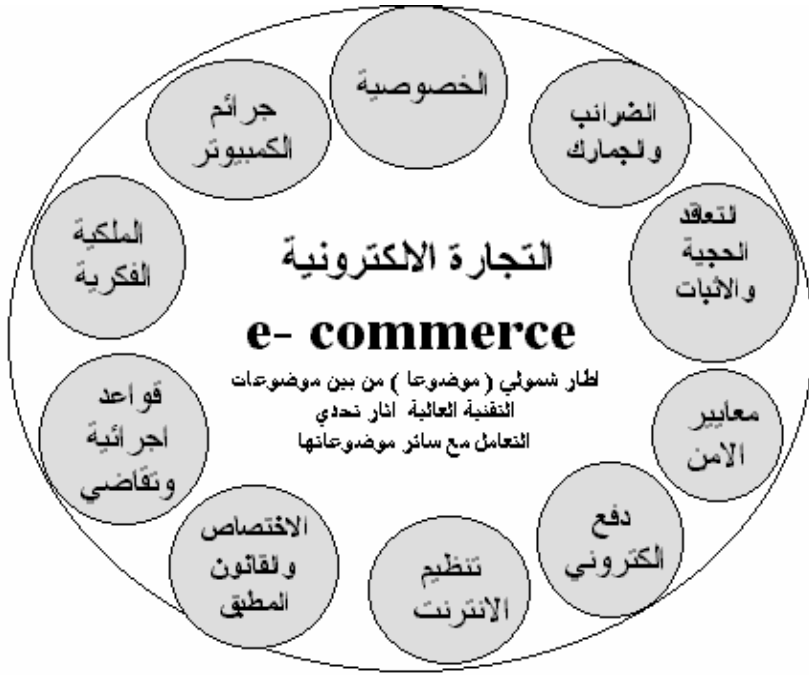 الخصوصية
الضرائب
والجمارك
التعاقد
الحجية
والاثبات
معايير
الامن
دفع
الكتروني
تنظيم
الانترنت
الاختصاص
والقانون
المطبق
قواعد
اجرائية
وتقاضي
الملكية
الفكرية
جرائم
الكمبيوتر
التجارة الالكترونية
e- commerce
اطار شمولي ( موضوعا ) من بين موضوعات
التقنية العالية اثار تحدي
التعامل مع سائر موضوعاتها